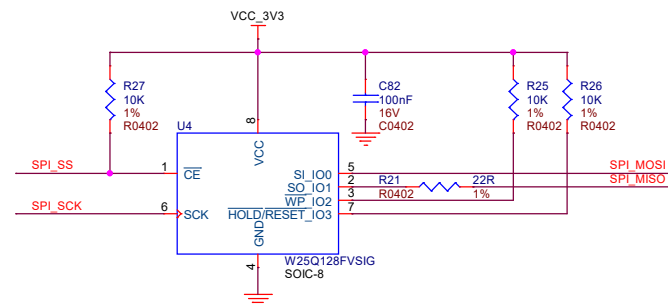 VCC_3V3
R27
10K
1%
R0402
C82
100nF
16V
C0402
R25
10K
1%
R0402
R26
10K
1%
R0402
U4
8
VCC
SPI_SS
1
CE
SI_IO0
5
SPI_MOSI
SO_IO1
2
R21
22R
SPI_MISO
R0402
1%
WP_IO2
3
SPI_SCK
6
SCK
HOLD/RESET_IO3
7
GND
4
W25Q128FVSIG
SOIC-8